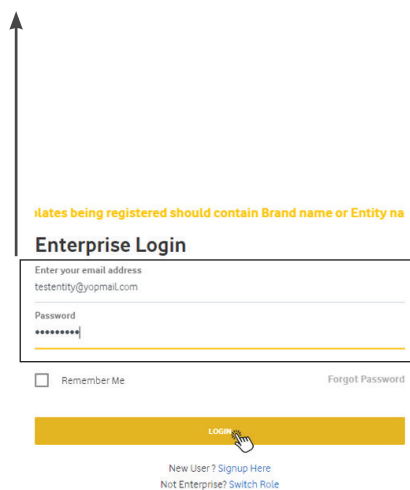 plates being registered should contain Brand name or Entity na
Enterprise Login
Enter your email address
testentity@yopmail.com
Password
•••••••••
Remember Me
Forgot Password
LOGIN
New User ? Signup Here
Not Enterprise? Switch Role